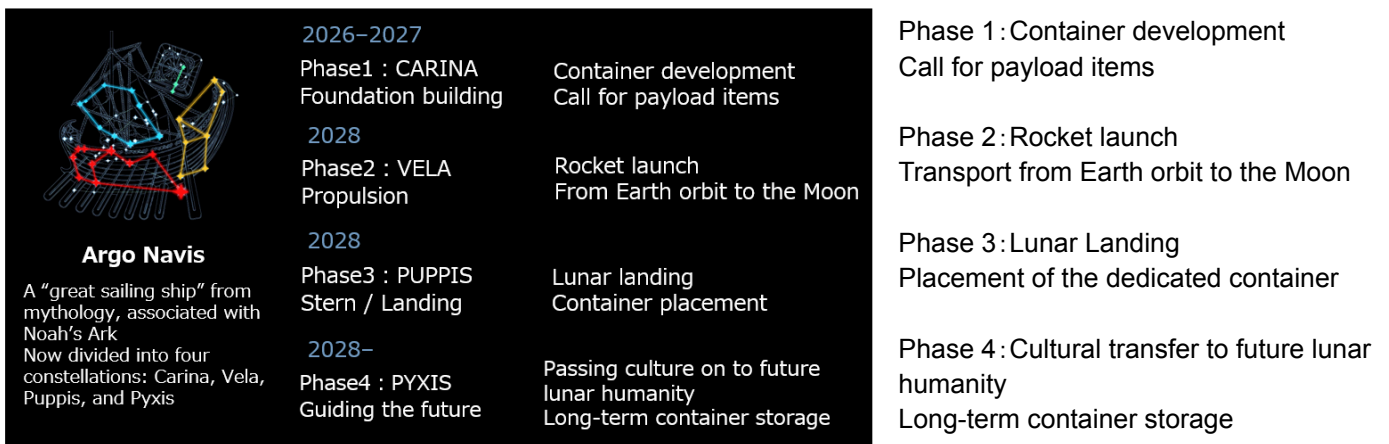 Argo Navis
A “great sailing ship” from
mythology, associated with
Noah’s Ark
Now divided into four
constellations: Carina, Vela,
Puppis, and Pyxis
2026–2027
Phase1 : CARINA
Foundation building
Container development
Call for payload items
2028
Phase2 : VELA
Propulsion
Rocket launch
From Earth orbit to the Moon
2028
Phase3 : PUPPIS
Stern / Landing
Lunar landing
Container placement
2028–
Phase4 : PYXIS
Guiding the future
Passing culture on to future
lunar humanity
Long-term container storage
Phase 1：Container development
Call for payload items
Phase 2：Rocket launch
Transport from Earth orbit to the Moon
Phase 3：Lunar Landing
Placement of the dedicated container
Phase 4：Cultural transfer to future lunar
humanity
Long-term container storage